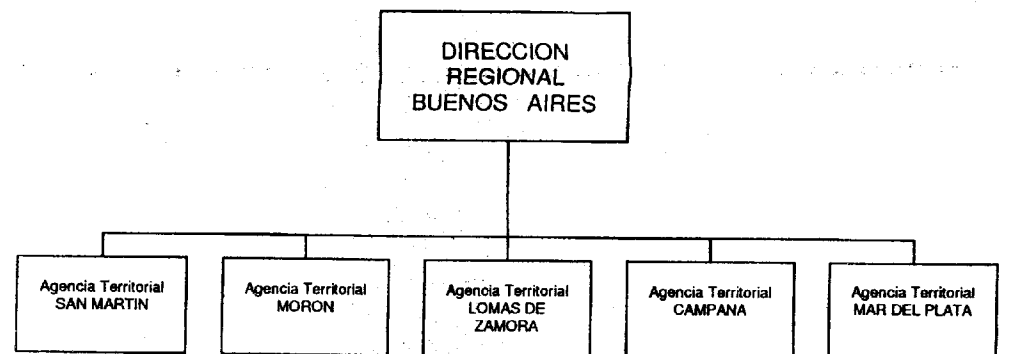 DIRECCION
REGIONAL
BUENOS AIRES
Agencia Territorial
SAN MARTIN
Agencia Territorial
MORON
Agencia Territorial
LOMAS DE
ZAMORA
Agencia Territorial
CAMPANA
Agencia Territorial
MAR DEL PLATA